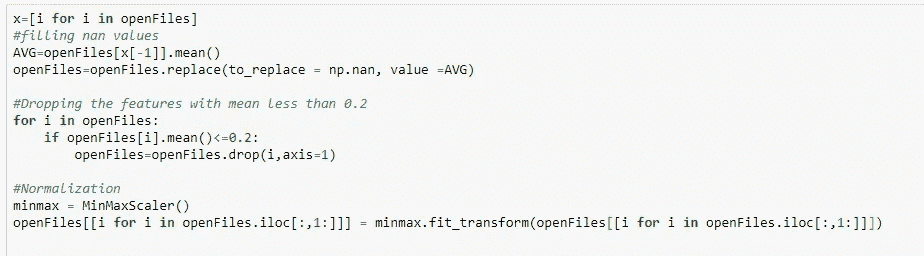 x=[i for i in openFiles]
#filling nan values
AVG=openFiles[x[-1]].mean()
openFiles=openFiles.replace(to_replace = np.nan, value =AVG)
#Dropping the features with mean less than 0.2
for i in openFiles:
    if openFiles[i].mean()<=0.2:
        openFiles=openFiles.drop(i,axis=1)
#Normalization
minmax = MinMaxScaler()
openFiles[[i for i in openFiles.iloc[:,1:]]] = minmax.fit_transform(openFiles[[i for i in openFiles.iloc[:,1:]]])